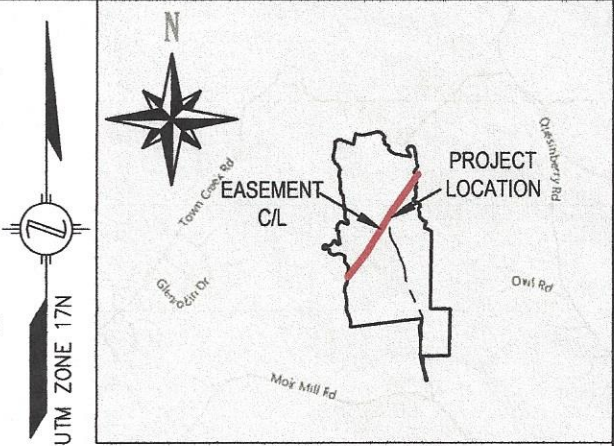 N
UTM ZONE 17N
Town Creek Rd
EASEMENT
C/L
PROJECT
LOCATION
Quesinberry Rd
Owl Rd
Moir Mill Rd